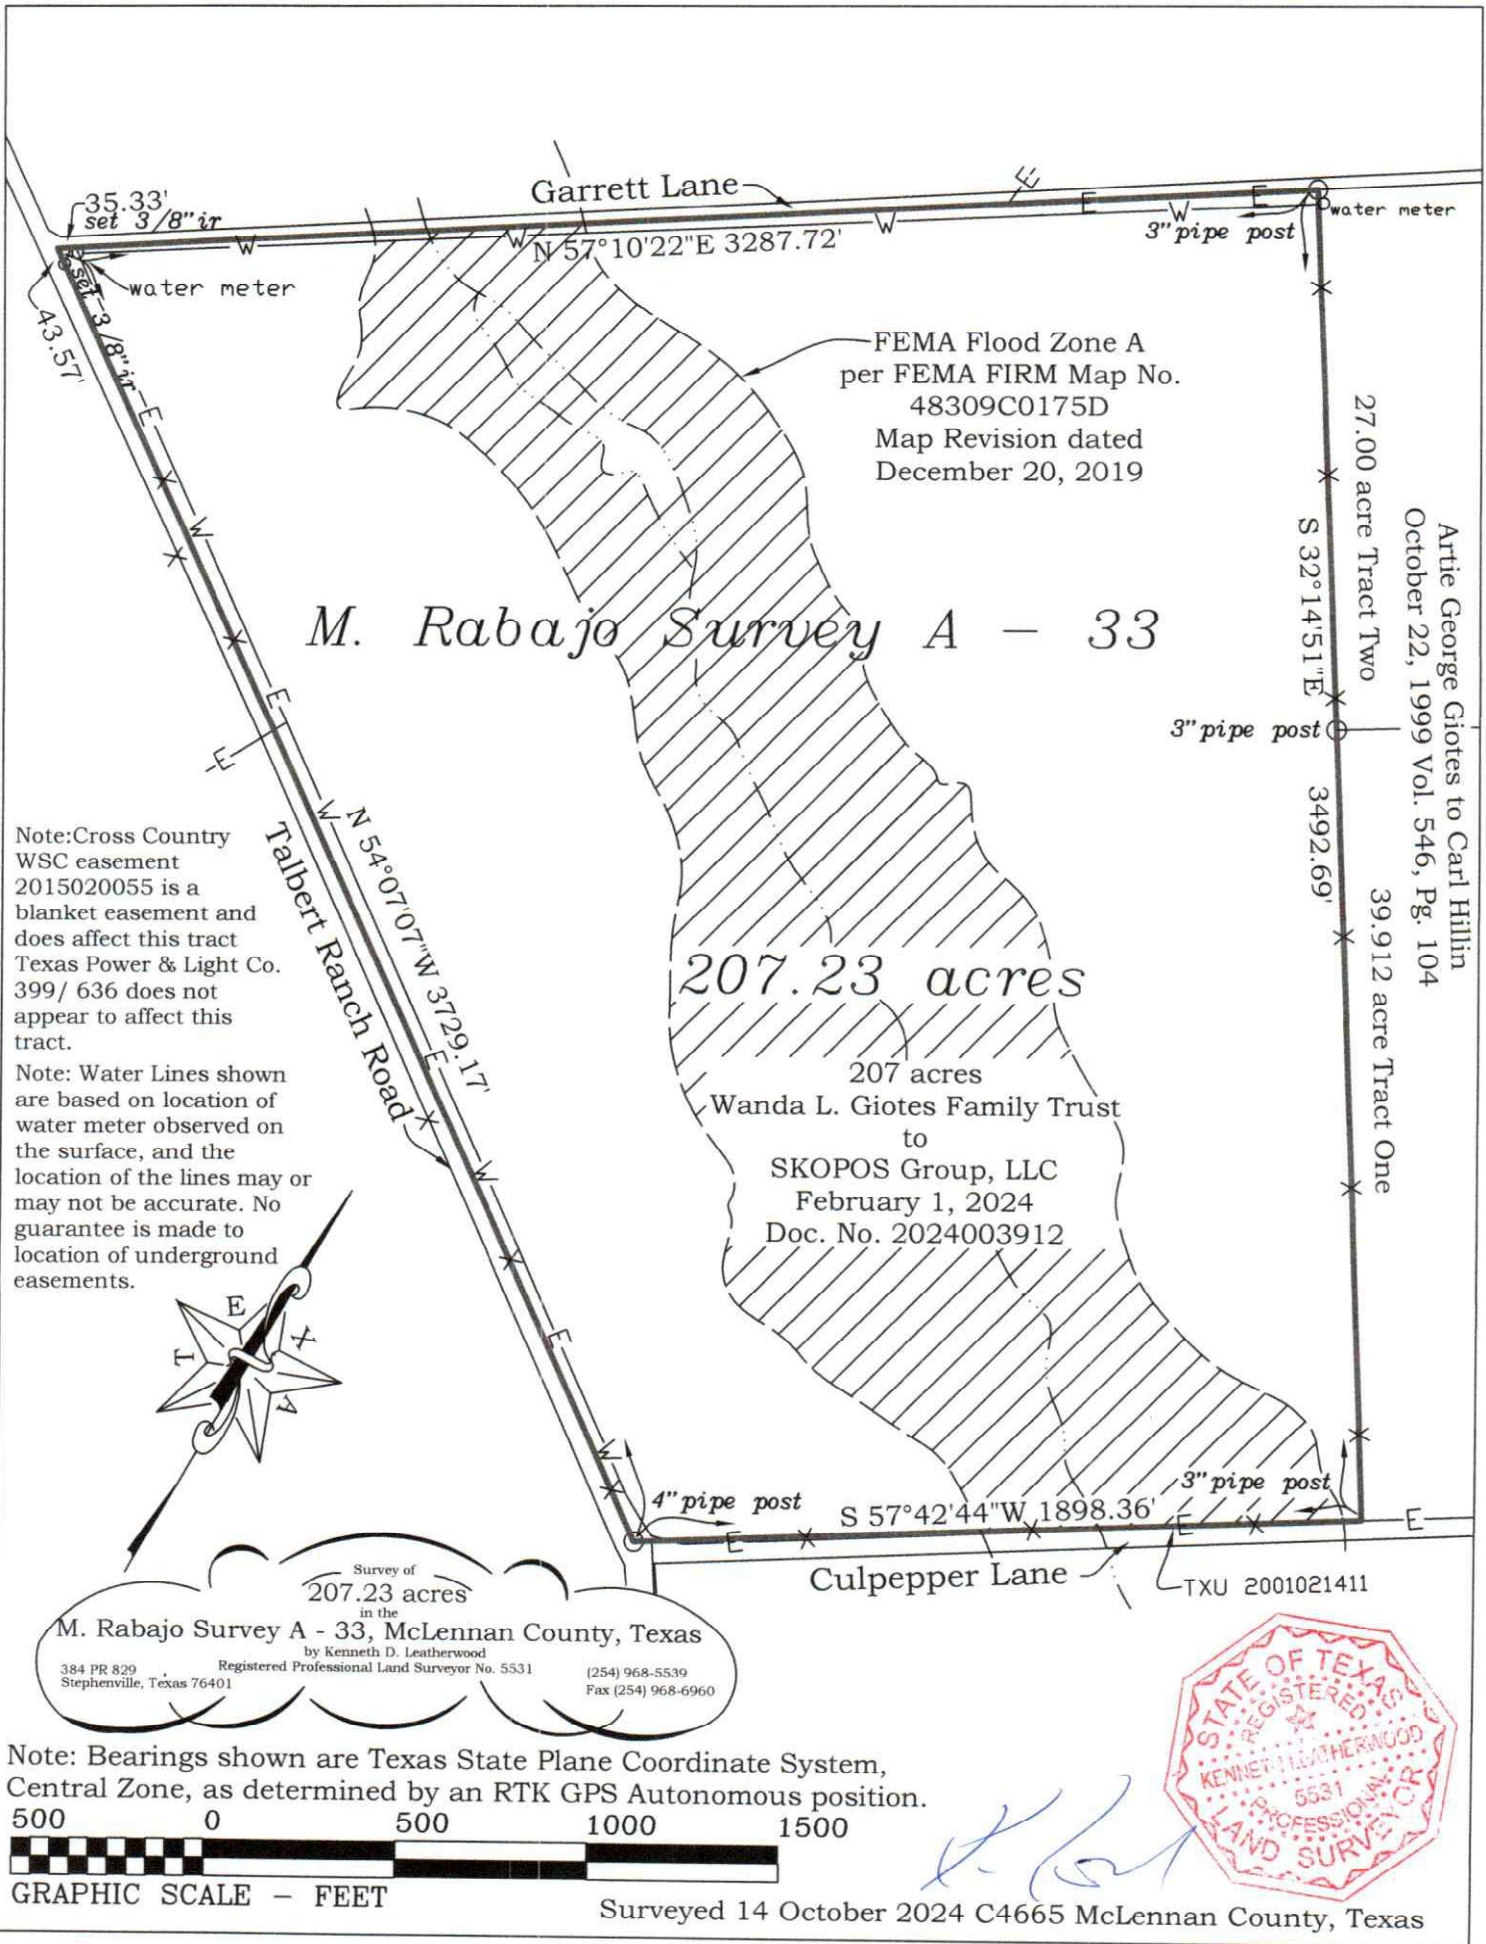 Garrett Lane
35.33'
set 3/8"ir
N 57°10'22"E 3287.72'
E
E
E
W
W
W
W
water meter
3"pipe post
water meter
set 3/8"ir
43.57'
FEMA Flood Zone A
per FEMA FIRM Map No.
48309C0175D
Map Revision dated
December 20, 2019
27.00 acre Tract Two
S 32°14'51"E
Artie George Giotes to Carl Hillin
October 22, 1999 Vol. 546, Pg. 104
M. Rabajo Survey A - 33
3"pipe post
3492.69'
39.912 acre Tract One
E
W
E
E
W
N 54°07'07"W 3729.17'
Talbert Ranch Road
E
W
E
W
Note:Cross Country
WSC easement
2015020055 is a
blanket easement and
does affect this tract
Texas Power & Light Co.
399/ 636 does not
appear to affect this
tract.
Note: Water Lines shown
are based on location of
water meter observed on
the surface, and the
location of the lines may or
may not be accurate. No
guarantee is made to
location of underground
easements.
207.23 acres
207 acres
Wanda L. Giotes Family Trust
to
SKOPOS Group, LLC
February 1, 2024
Doc. No. 2024003912
T E X A S
4"pipe post
3"pipe post
S 57°42'44"W 1898.36'
E
E
E
Culpepper Lane
TXU 2001021411
Survey of
207.23 acres
in the
M. Rabajo Survey A - 33, McLennan County, Texas
by Kenneth D. Leatherwood
Registered Professional Land Surveyor No. 5531
384 PR 829
Stephenville, Texas 76401
(254) 968-5539
Fax (254) 968-6960
STATE OF TEXAS
REGISTERED
KENNETH LEATHERWOOD
5531
PROFESSIONAL
LAND SURVEYOR
Note: Bearings shown are Texas State Plane Coordinate System,
Central Zone, as determined by an RTK GPS Autonomous position.
500 0 500 1000 1500
GRAPHIC SCALE - FEET
Surveyed 14 October 2024 C4665 McLennan County, Texas